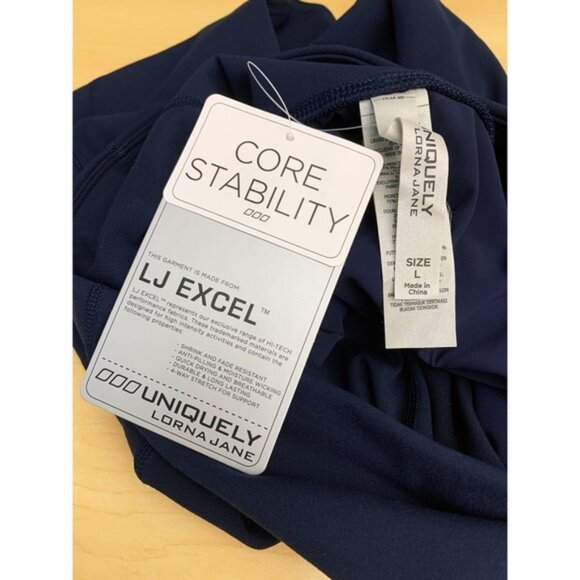 CORE
STABILITY
THIS GARMENT IS MADE FROM:
LJ EXCEL™
LJ EXCEL™ represents our exclusive range of HI-TECH
performance fabrics. These trademarked materials are
designed for high intensity activities and contain the
following properties:
- SHRINK AND FADE RESISTANT
- ANTI-PILLING & MOISTURE WICKING
- QUICK DRYING AND BREATHABLE
- DURABLE & LONG LASTING
- 4-WAY STRETCH FOR SUPPORT
UNIQUELY
LORNA JANE
UNIQUELY
LORNA JANE
SIZE
L
Made in
China